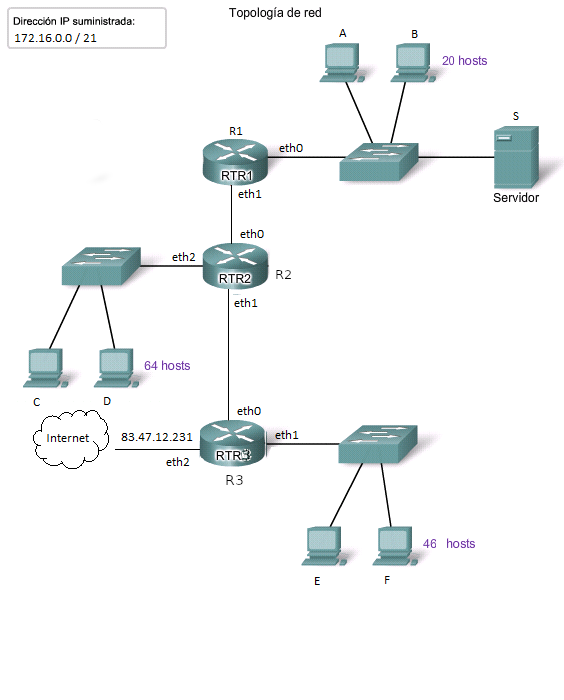 Topología de red
Dirección IP suministrada:
172.16.0.0 / 21
A
B
20 hosts
S
Servidor
R1
eth0
RTR1
eth1
eth0
eth2
RTR2
R2
eth1
64 hosts
C
D
Internet
83.47.12.231
eth2
eth0
eth1
RTR3
R3
46 hosts
E
F